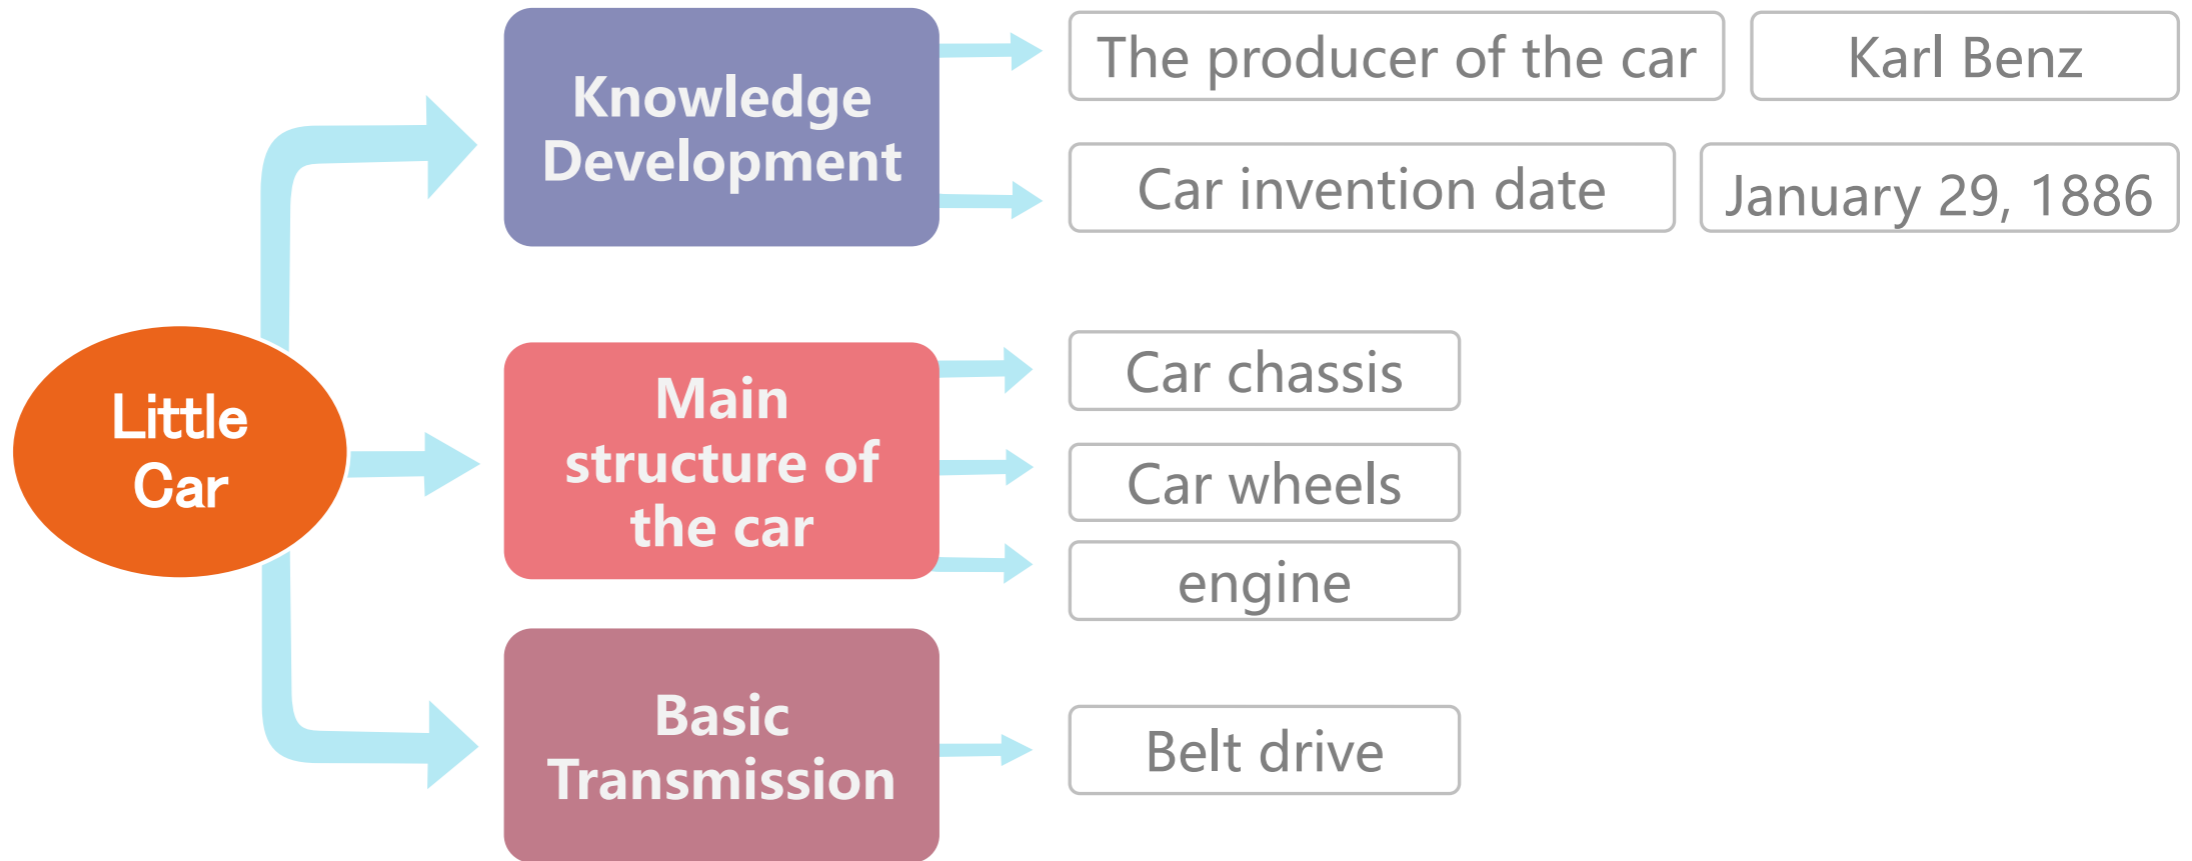 Little
Car
Knowledge
Development
The producer of the car
Karl Benz
Car invention date
January 29, 1886
Main
structure of
the car
Car chassis
Car wheels
engine
Basic
Transmission
Belt drive